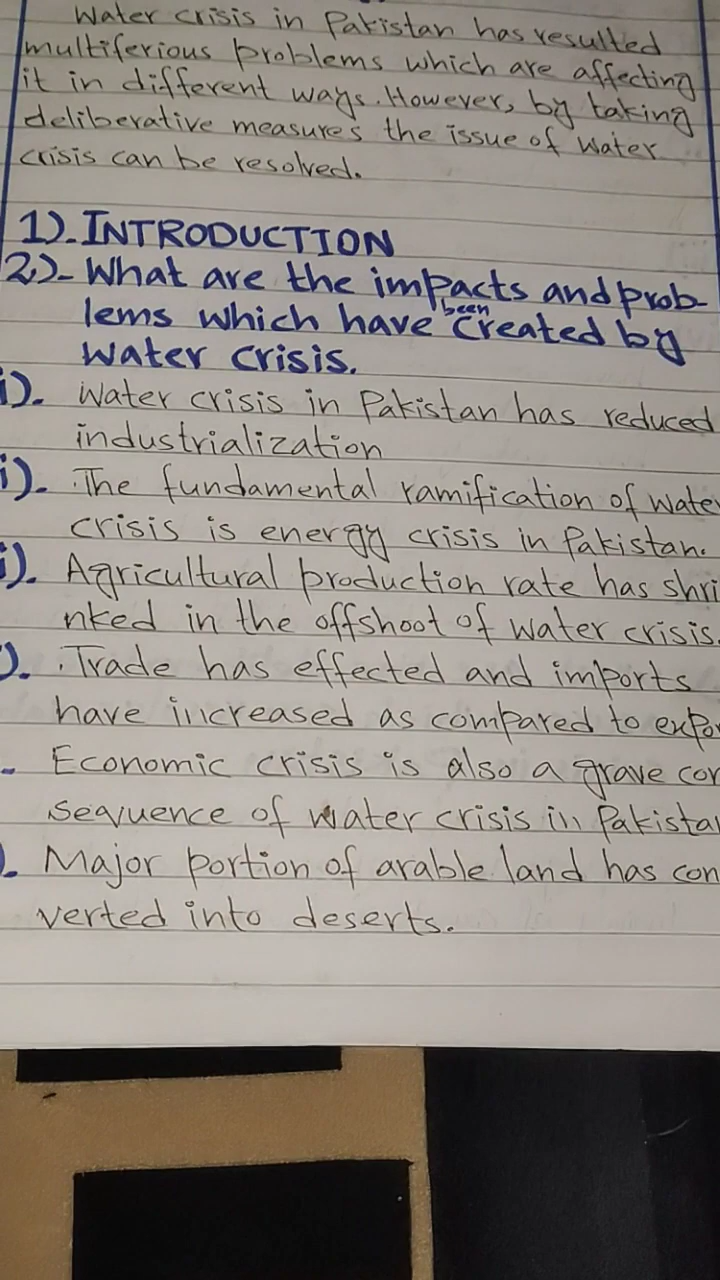 Water crisis in Pakistan has resulted
multiferious problems which are affecting
it in different ways. However, by taking
deliberative measures the issue of water
crisis can be resolved.
1). INTRODUCTION
2)- What are the impacts and prob-
lems which have been created by
water crisis.
i). Water crisis in Pakistan has reduced
industrialization
i). The fundamental ramification of water
crisis is energy crisis in Pakistan.
i). Agricultural production rate has shri
nked in the offshoot of water crisis.
). Trade has effected and imports
have increased as compared to expo
- Economic crisis is also a grave con
sequence of water crisis in Pakista
). Major portion of arable land has con
verted into deserts.